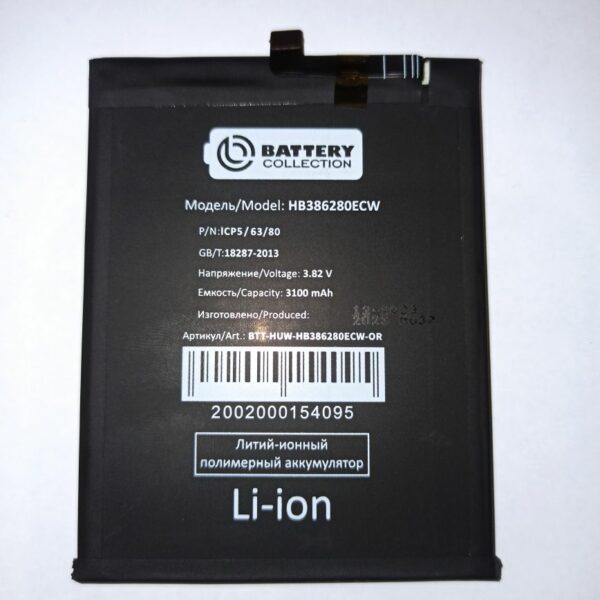 BATTERY
COLLECTION
Модель/Model: HB386280ECW
P/N:ICP5/63/80
GB/T:18287-2013
Напряжение/Voltage: 3.82 V
Емкость/Capacity: 3100 mAh
Изготовлено/Produced:
Артикул/Art.: BTT-HUW-HB386280ECW-OR
2002000154095
Литий-ионный
полимерный аккумулятор
Li-ion